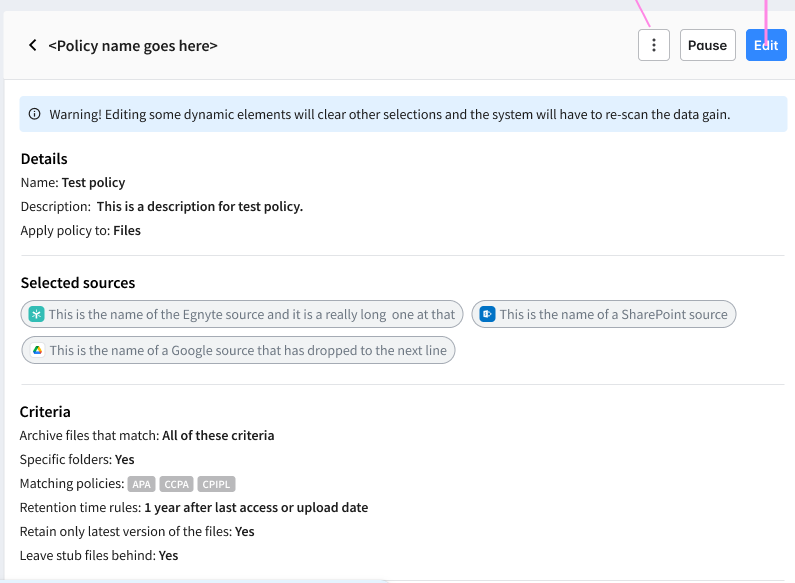 <Policy name goes here>
Pause
Edit
Warning! Editing some dynamic elements will clear other selections and the system will have to re-scan the data gain.
Details
Name: Test policy
Description: This is a description for test policy.
Apply policy to: Files
Selected sources
This is the name of the Egnyte source and it is a really long one at that
This is the name of a SharePoint source
This is the name of a Google source that has dropped to the next line
Criteria
Archive files that match: All of these criteria
Specific folders: Yes
Matching policies: APA CCPA CPIPL
Retention time rules: 1 year after last access or upload date
Retain only latest version of the files: Yes
Leave stub files behind: Yes